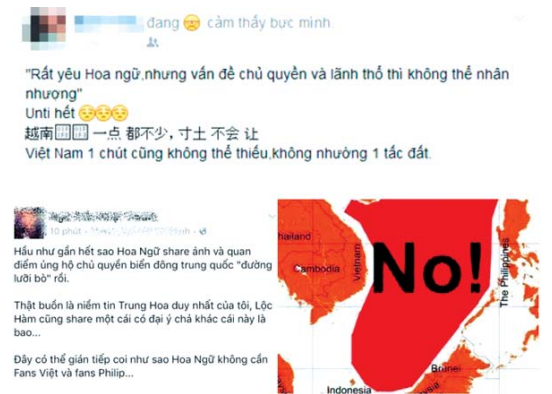 đang cảm thấy bực mình.
"Rất yêu Hoa ngữ,nhưng vấn đề chủ quyền và lãnh thổ thì không thể nhân
nhượng"
Unti hết
越南 一点 都不少，寸土 不会 让
Việt Nam 1 chút cũng không thể thiếu,không nhường 1 tấc đất.
10 phút
Hầu như gần hết sao Hoa Ngữ share ảnh và quan
điểm ủng hộ chủ quyền biển đông trung quốc "đường
lưỡi bò" rồi.
Thật buồn là niềm tin Trung Hoa duy nhất của tôi, Lộc
Hàm cũng share một cái có đại ý chả khác cái này là
bao...
Đây có thể gián tiếp coi như sao Hoa Ngữ không cần
Fans Việt và fans Philip...
Thailand
Cambodia
Vietnam
No!
The Philippines
Brunei
Indonesia